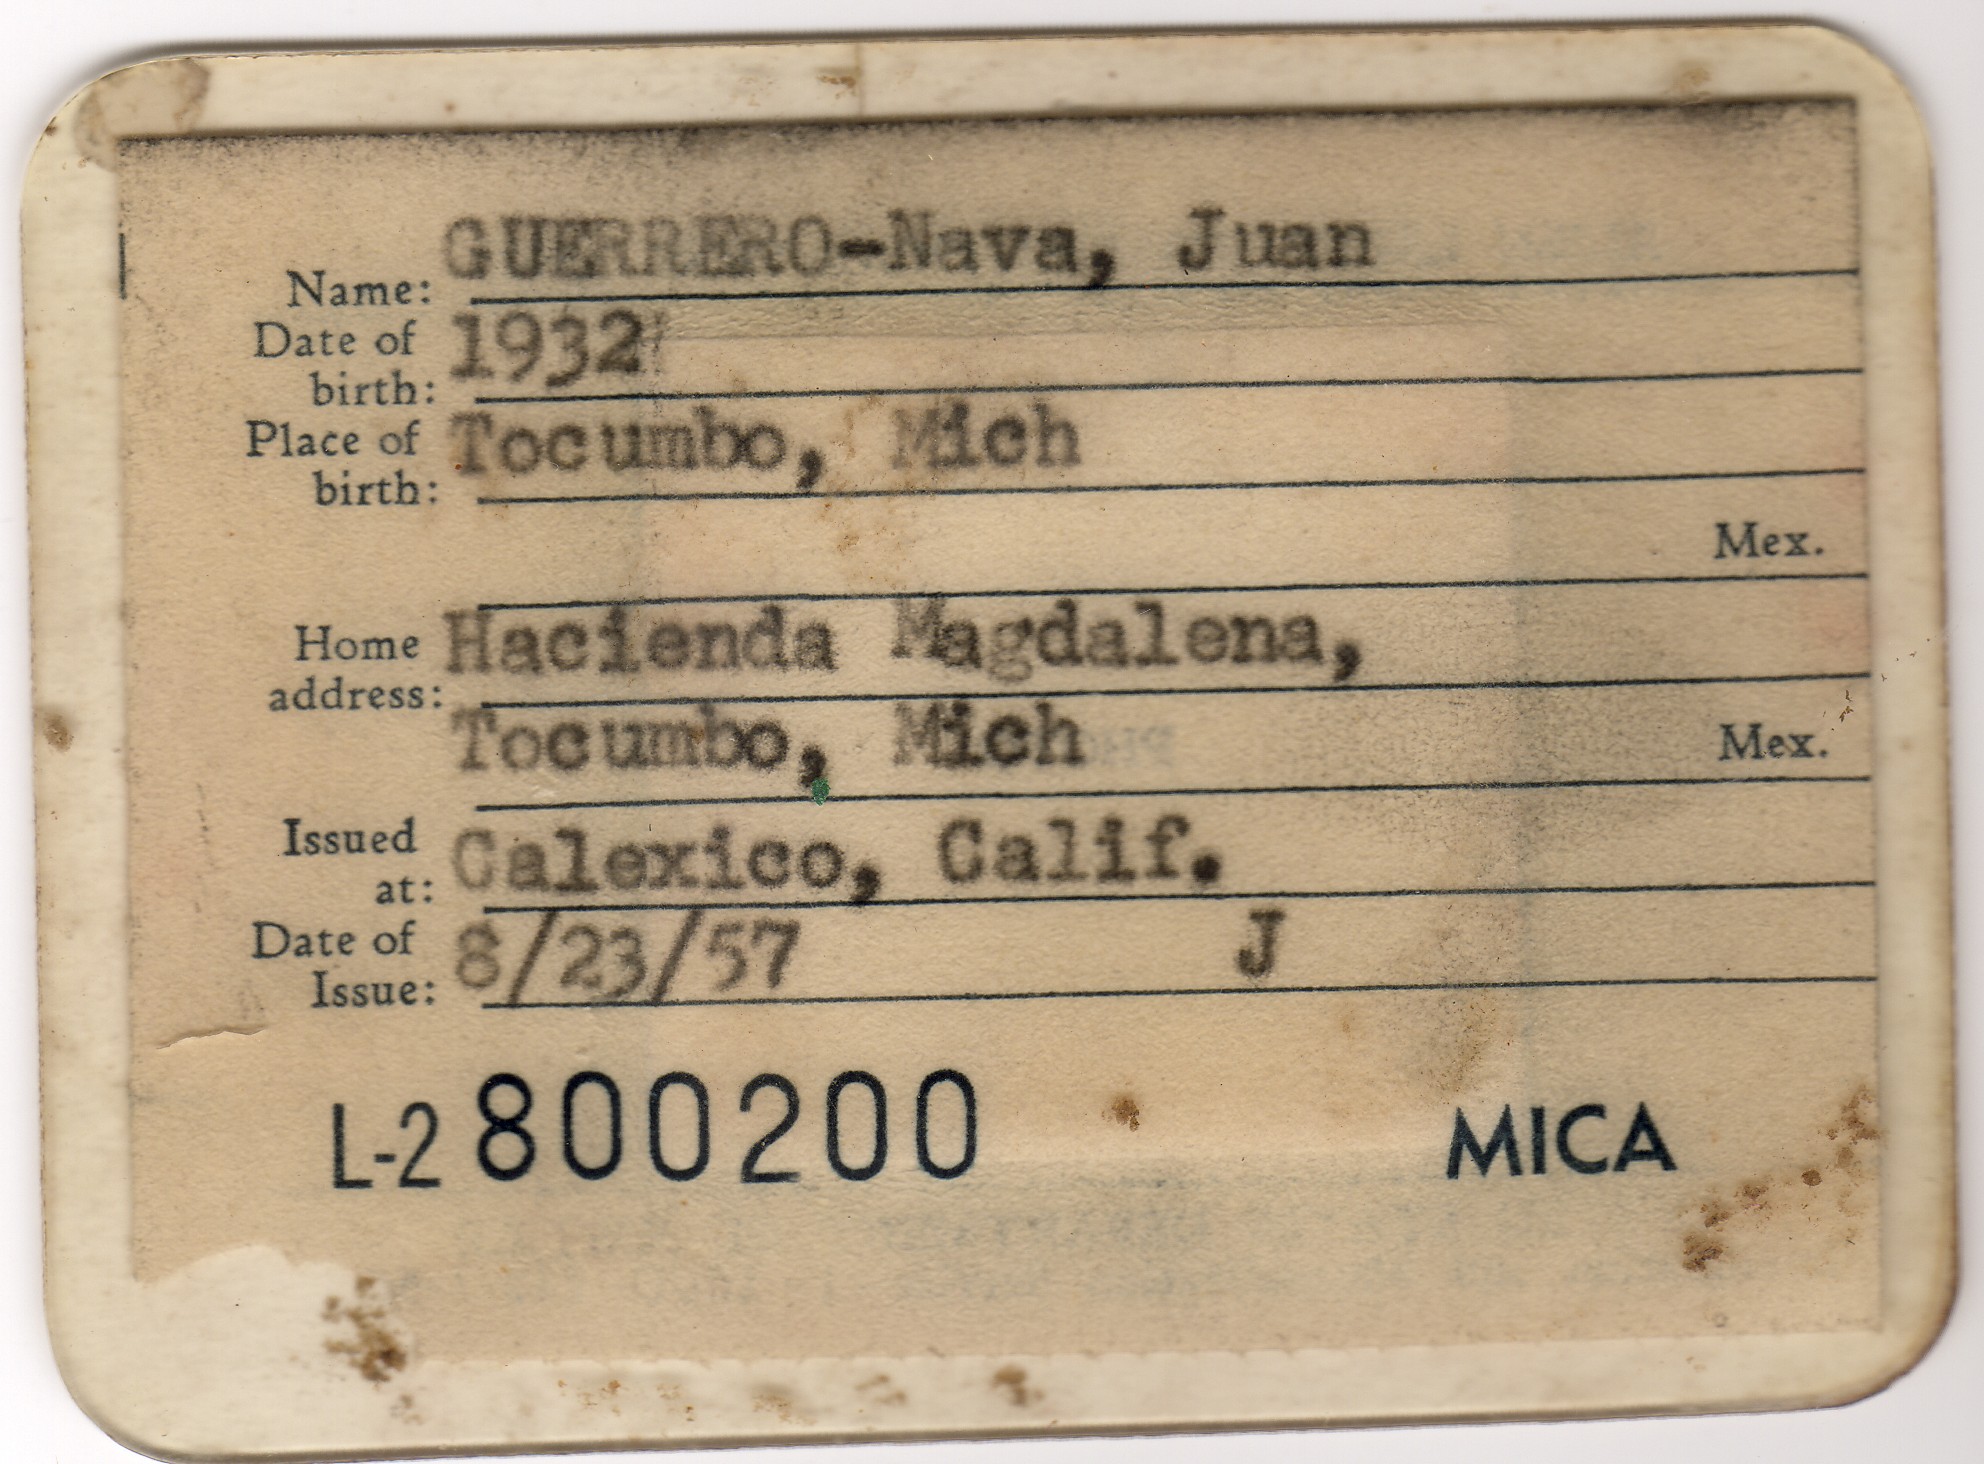 Name: GUERRERO-Nava, Juan
Date of birth: 1932
Place of birth: Tocumbo, Mich
Mex.
Home address: Hacienda Magdalena,
Tocumbo, Mich Mex.
Issued at: Calexico, Calif.
Date of Issue: 8/23/57 J
L-2 800200 MICA